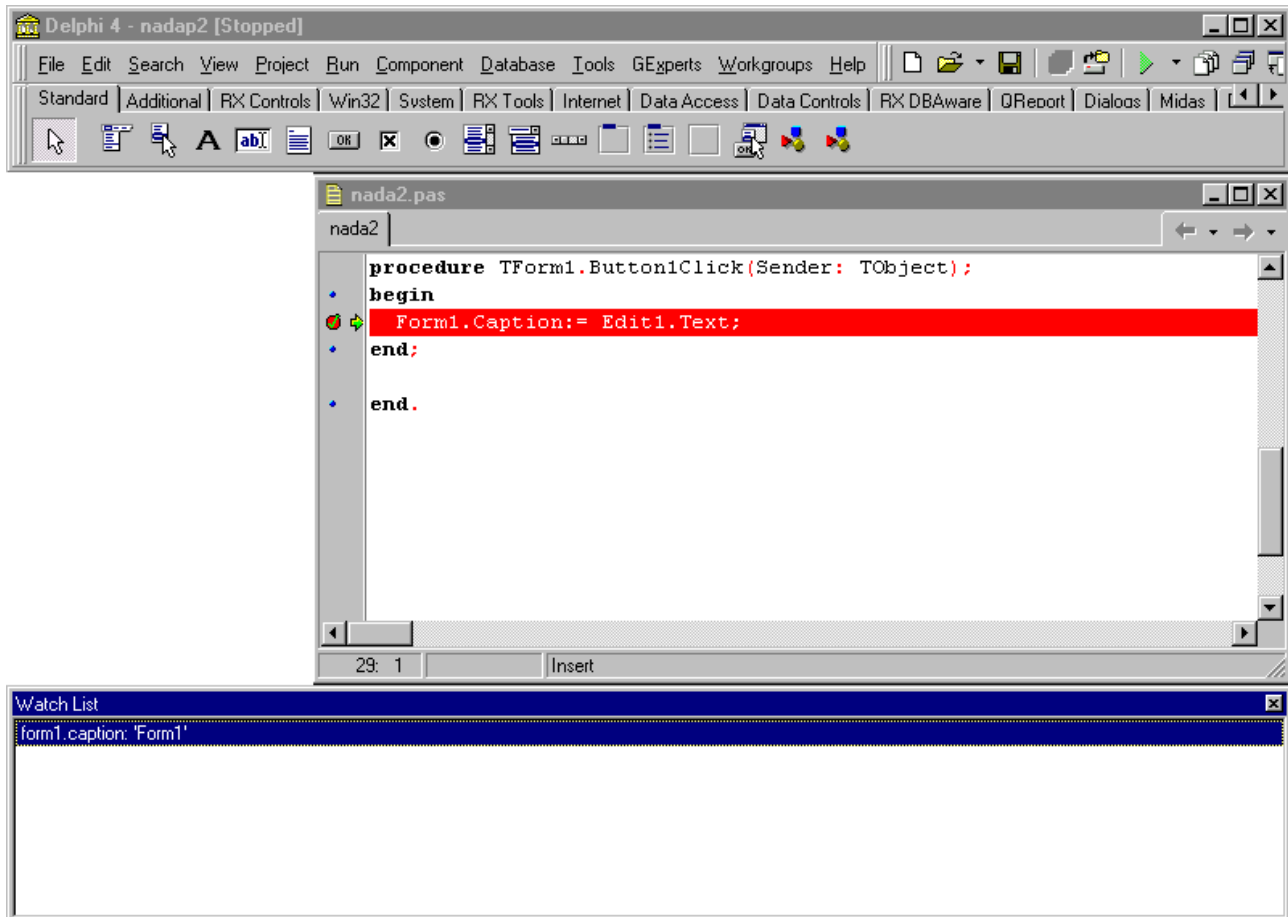 Delphi 4 - nadap2 [Stopped]
File Edit Search View Project Run Component Database Tools GExperts Workgroups Help
Standard Additional RX Controls Win32 System RX Tools Internet Data Access Data Controls RX DBAware QReport Dialogs Midas
A ab OK OK
nada2.pas
nada2
procedure TForm1.Button1Click(Sender: TObject);
begin
Form1.Caption:= Edit1.Text;
end;
end.
29: 1 Insert
Watch List
form1.caption: 'Form1'